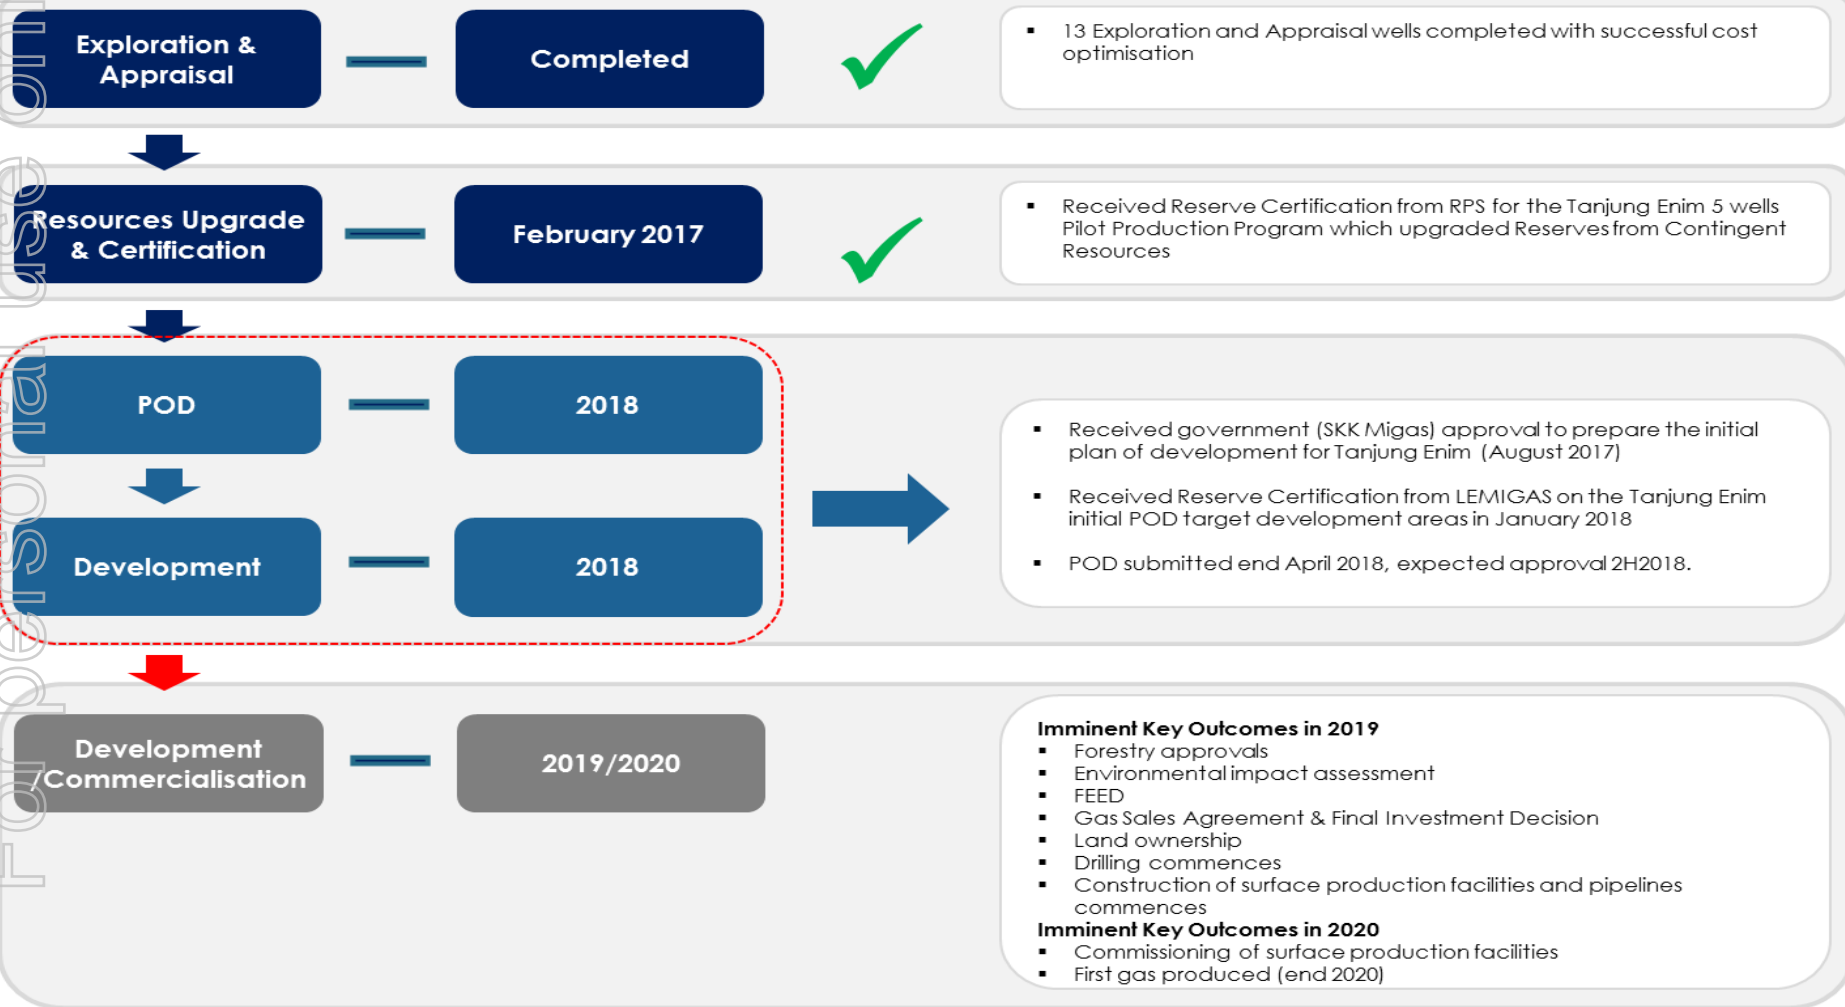 Exploration &
Appraisal
Completed
▪ 13 Exploration and Appraisal wells completed with successful cost
optimisation
Resources Upgrade
& Certification
February 2017
▪ Received Reserve Certification from RPS for the Tanjung Enim 5 wells
Pilot Production Program which upgraded Reserves from Contingent
Resources
POD
2018
Development
2018
▪ Received government (SKK Migas) approval to prepare the initial
plan of development for Tanjung Enim (August 2017)
▪ Received Reserve Certification from LEMIGAS on the Tanjung Enim
initial POD target development areas in January 2018
▪ POD submitted end April 2018, expected approval 2H2018.
Development
/Commercialisation
2019/2020
Imminent Key Outcomes in 2019
▪ Forestry approvals
▪ Environmental impact assessment
▪ FEED
▪ Gas Sales Agreement & Final Investment Decision
▪ Land ownership
▪ Drilling commences
▪ Construction of surface production facilities and pipelines
commences
Imminent Key Outcomes in 2020
▪ Commissioning of surface production facilities
▪ First gas produced (end 2020)
For personal use